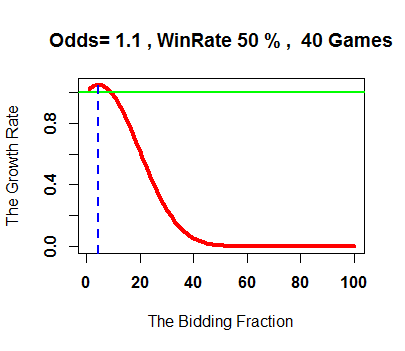 Odds= 1.1 , WinRate 50 % , 40 Games
The Growth Rate
0.8
0.4
0.0
0 20 40 60 80 100
The Bidding Fraction